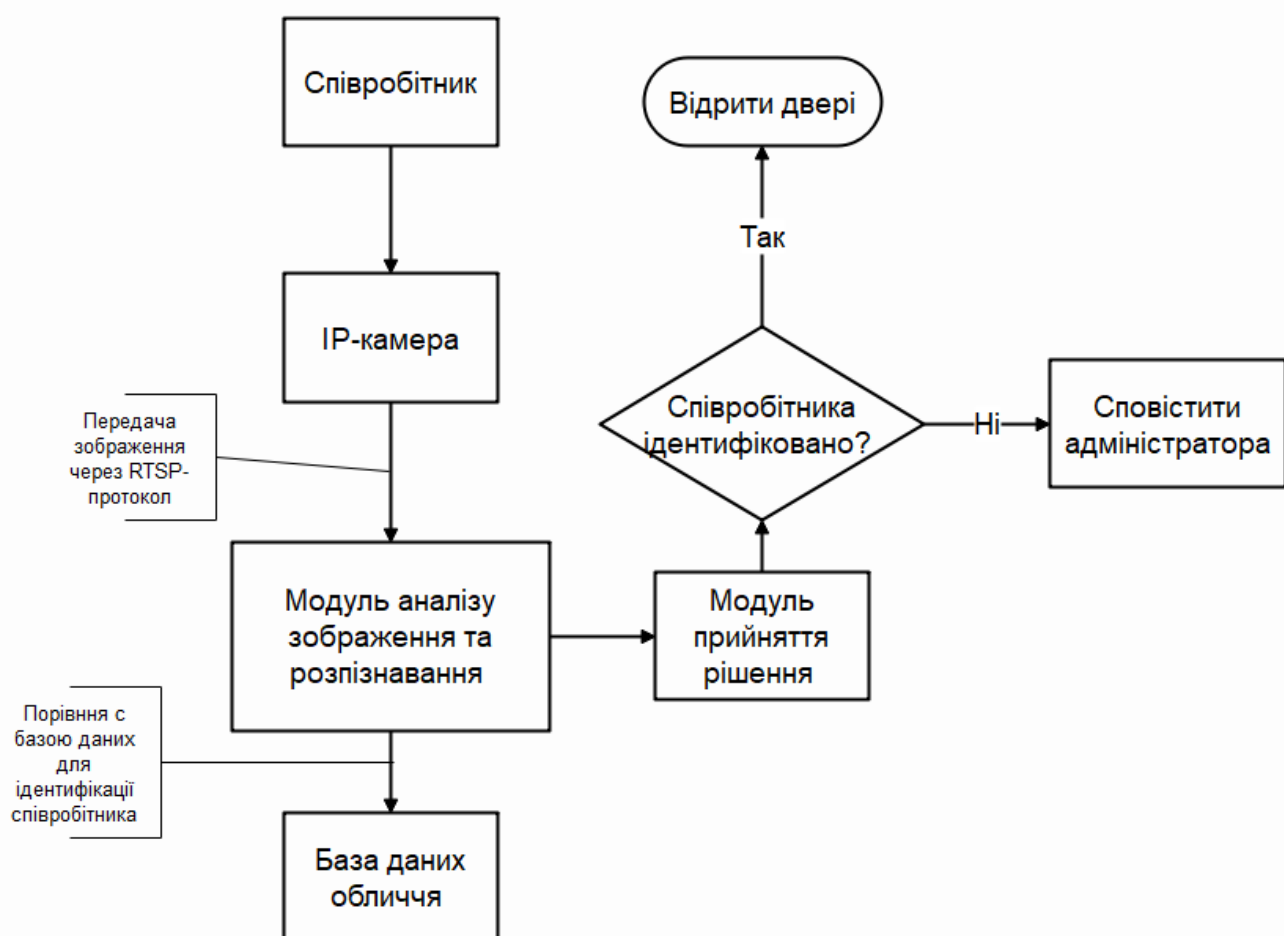 Співробітник
Відрити двері
Так
IP-камера
Співробітника
ідентифіковано?
Ні
Сповістити
адміністратора
Передача
зображення
через RTSP-
протокол
Модуль аналізу
зображення та
розпізнавання
Модуль
прийняття
рішення
Порівння с
базою даних
для
ідентифікації
співробітника
База даних
обличчя